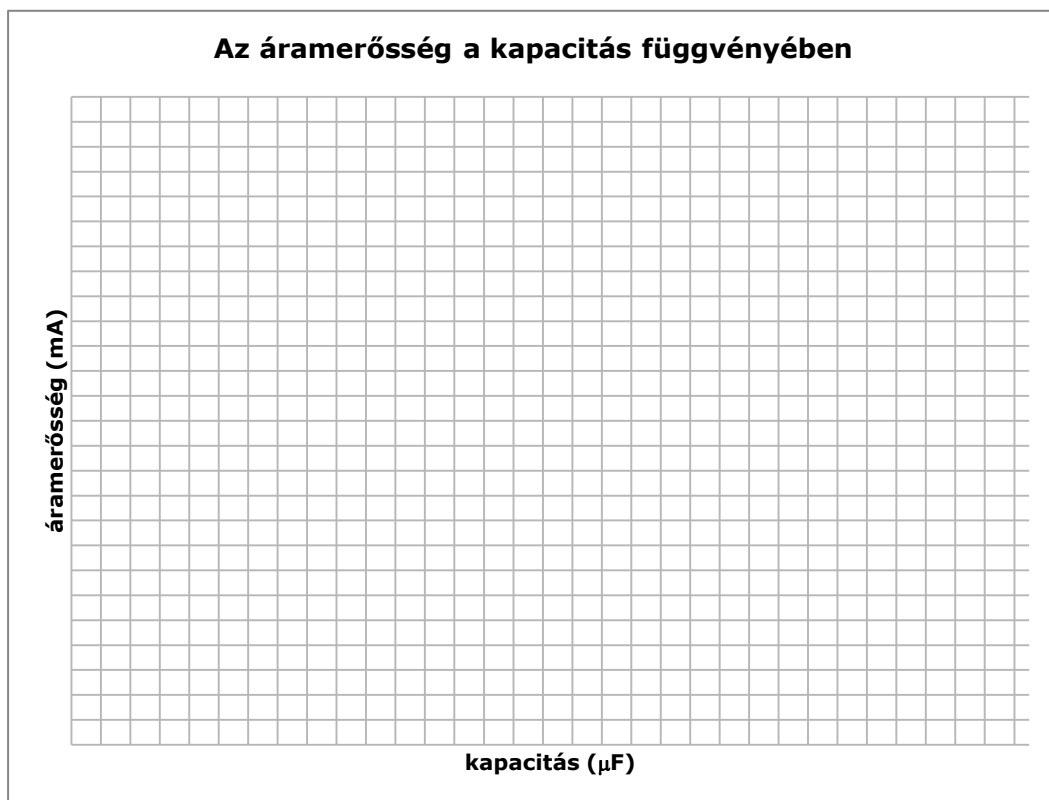 Az áramerősség a kapacitás függvényében
áramerősség (mA)
kapacitás (μF)